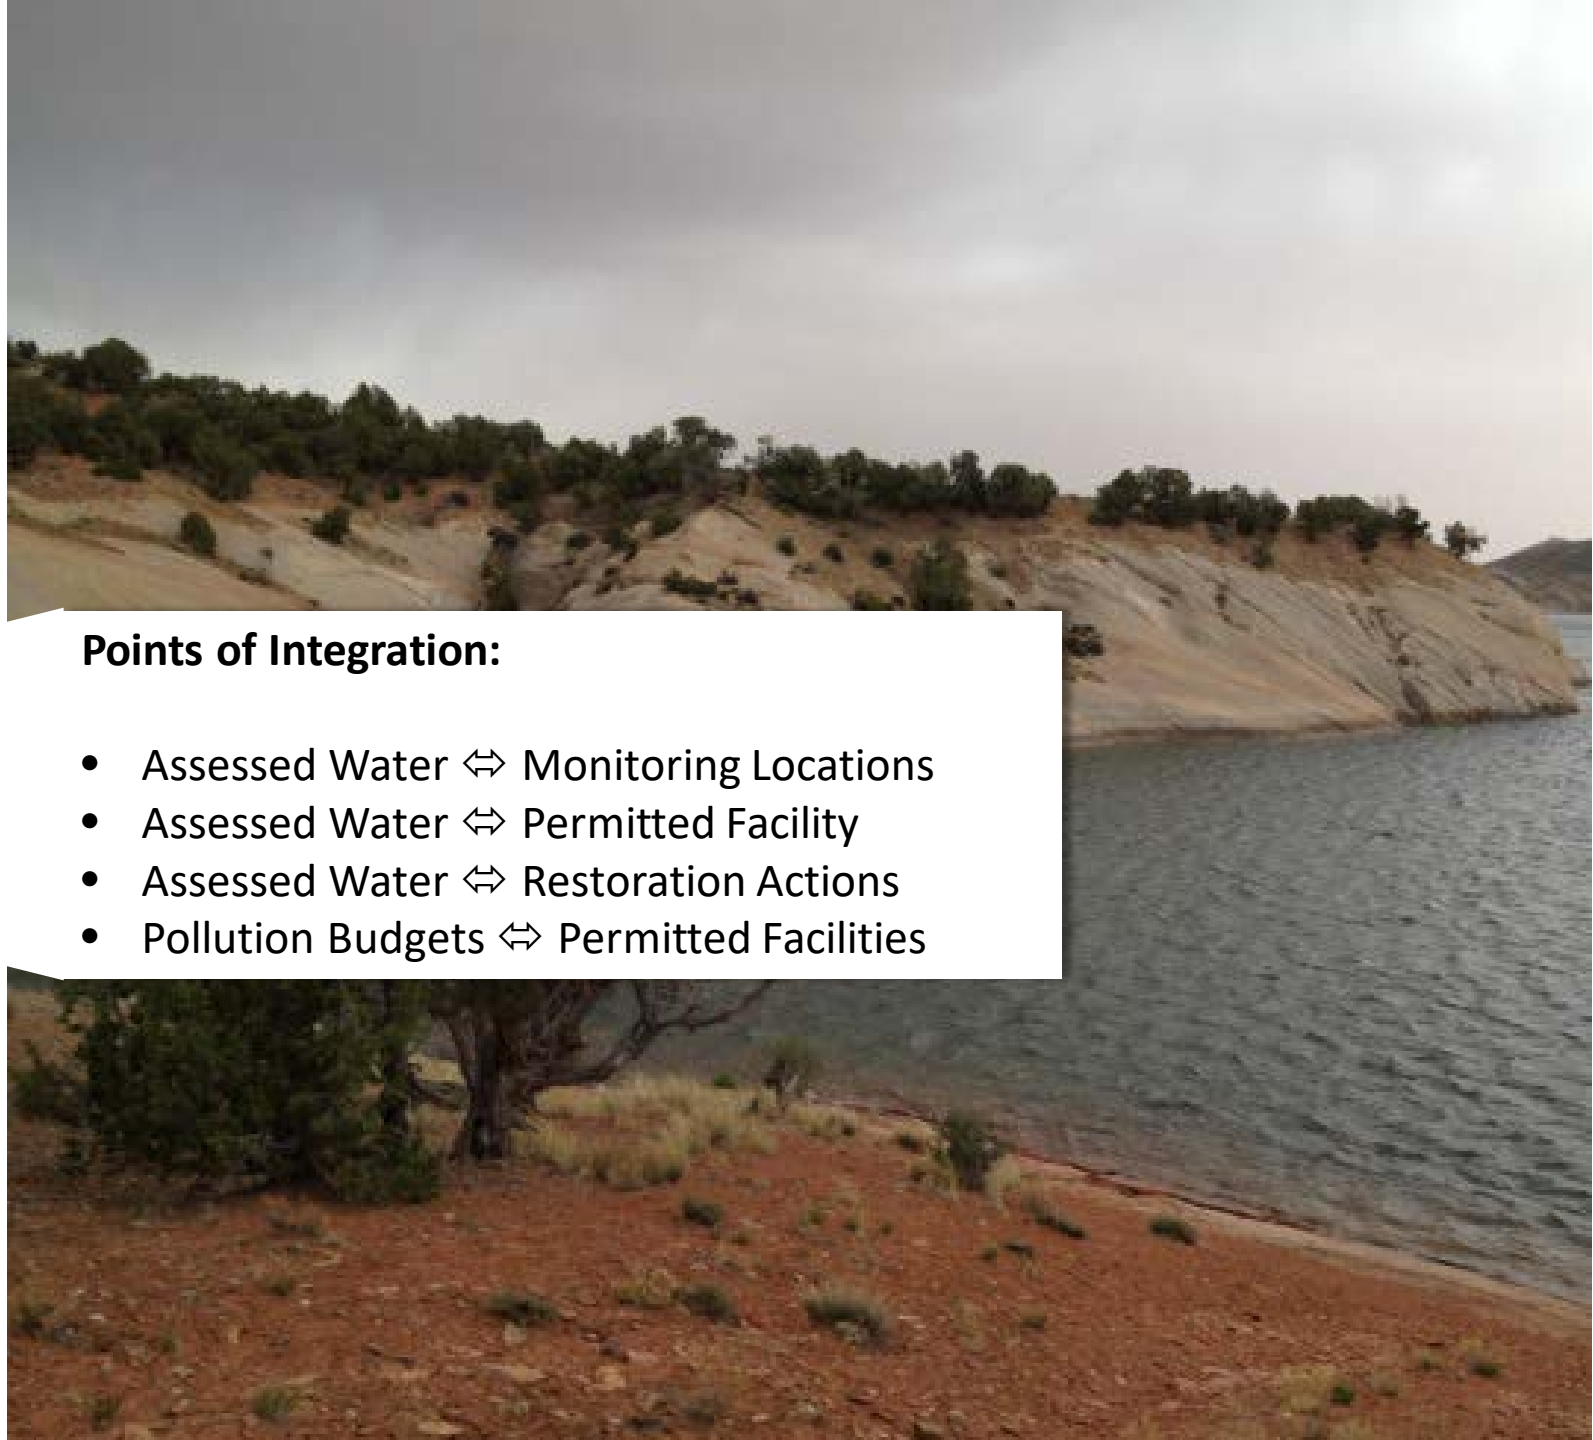 Points of Integration:
• Assessed Water ⬄ Monitoring Locations
• Assessed Water ⬄ Permitted Facility
• Assessed Water ⬄ Restoration Actions
• Pollution Budgets ⬄ Permitted Facilities